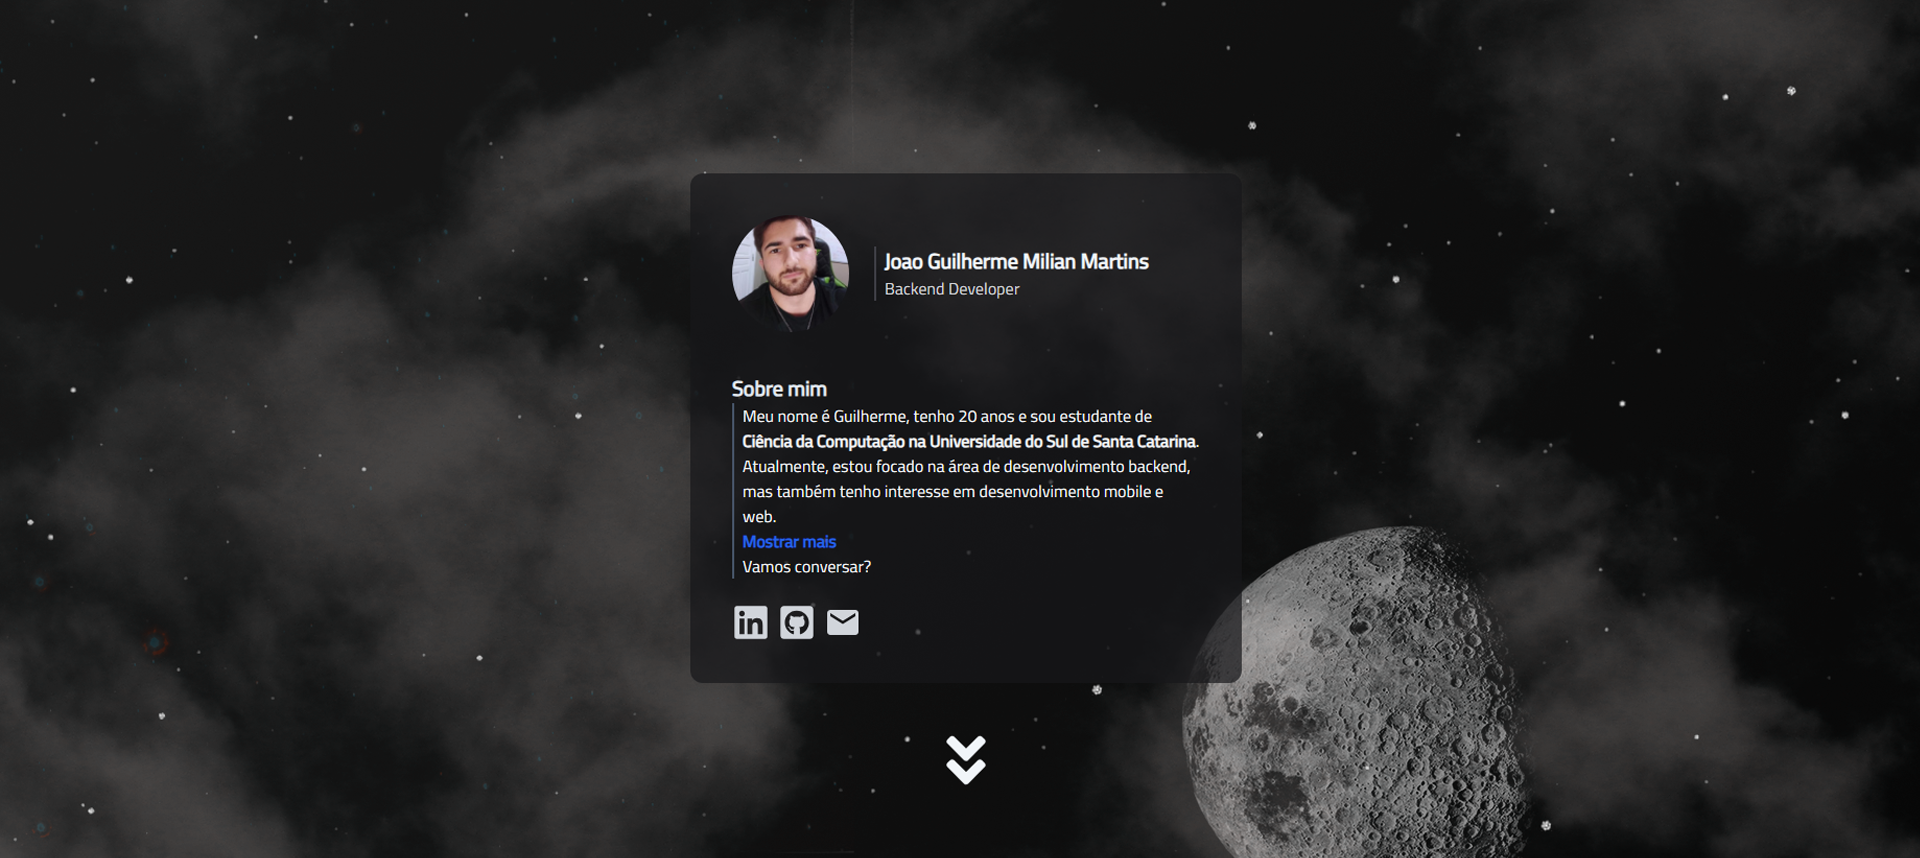 Joao Guilherme Milian Martins
Backend Developer
Sobre mim
Meu nome é Guilherme, tenho 20 anos e sou estudante de
Ciência da Computação na Universidade do Sul de Santa Catarina.
Atualmente, estou focado na área de desenvolvimento backend,
mas também tenho interesse em desenvolvimento mobile e
web.
Mostrar mais
Vamos conversar?
in